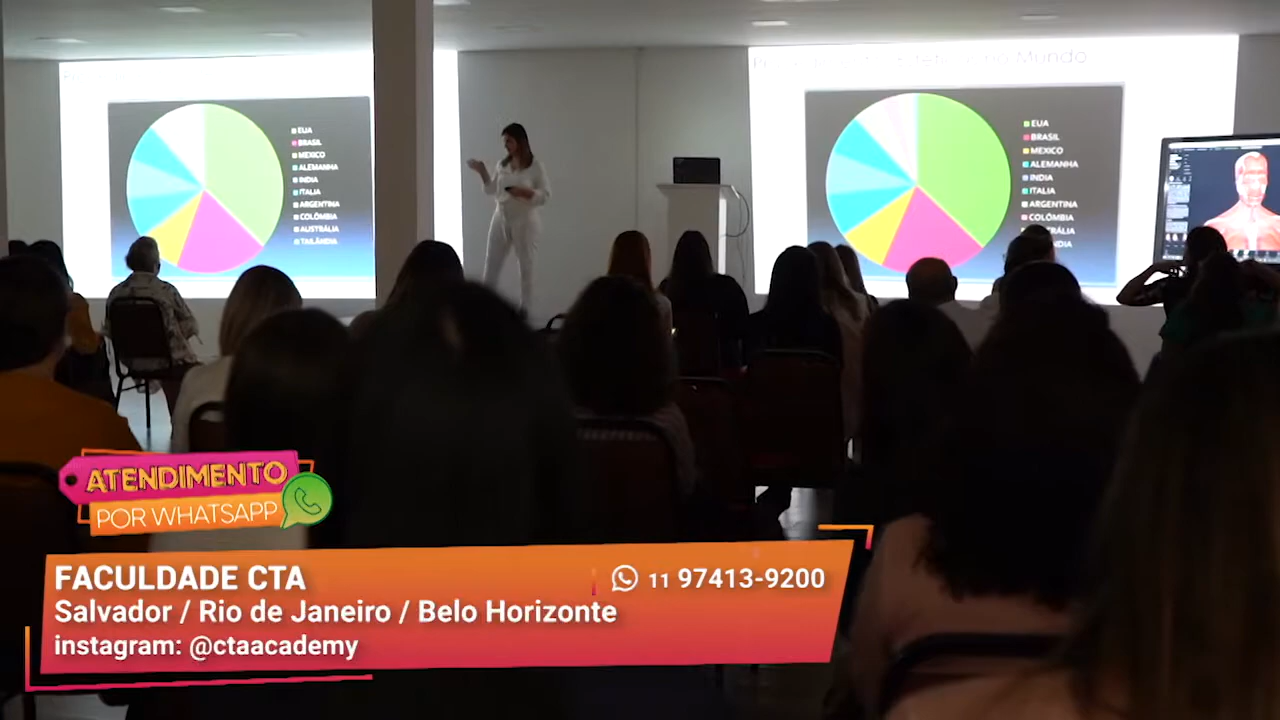 EUA
BRASIL
MEXICO
ALEMANHA
INDIA
ITALIA
ARGENTINA
COLÔMBIA
AUSTRÁLIA
TAILÂNDIA
Mundo
EUA
BRASIL
MEXICO
ALEMANHA
INDIA
ITALIA
ARGENTINA
COLÔMBIA
ATENDIMENTO
POR WHATSAPP
FACULDADE CTA
11 97413-9200
Salvador / Rio de Janeiro / Belo Horizonte
instagram: @ctaacademy